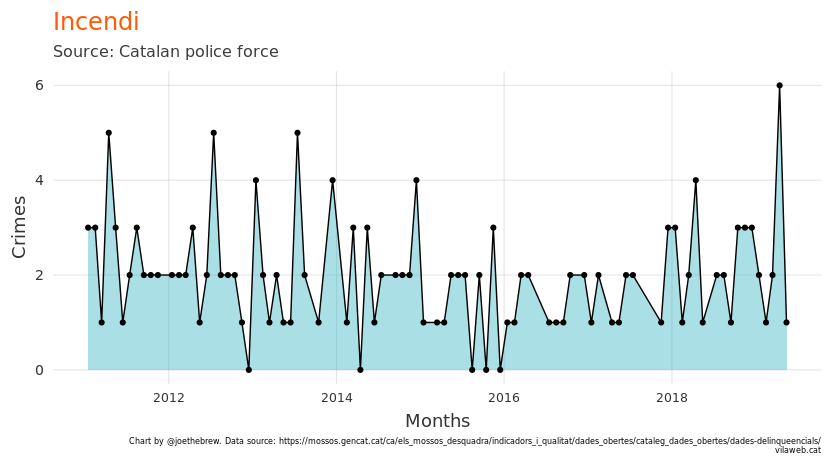 Incendi
Source: Catalan police force
6
4
2
0
Crimes
2012 2014 2016 2018
Months
Chart by @joethebrew. Data source: https://mossos.gencat.cat/ca/els_mossos_desquadra/indicadors_i_qualitat/dades_obertes/cataleg_dades_obertes/dades-delinqueencials/
vilaweb.cat